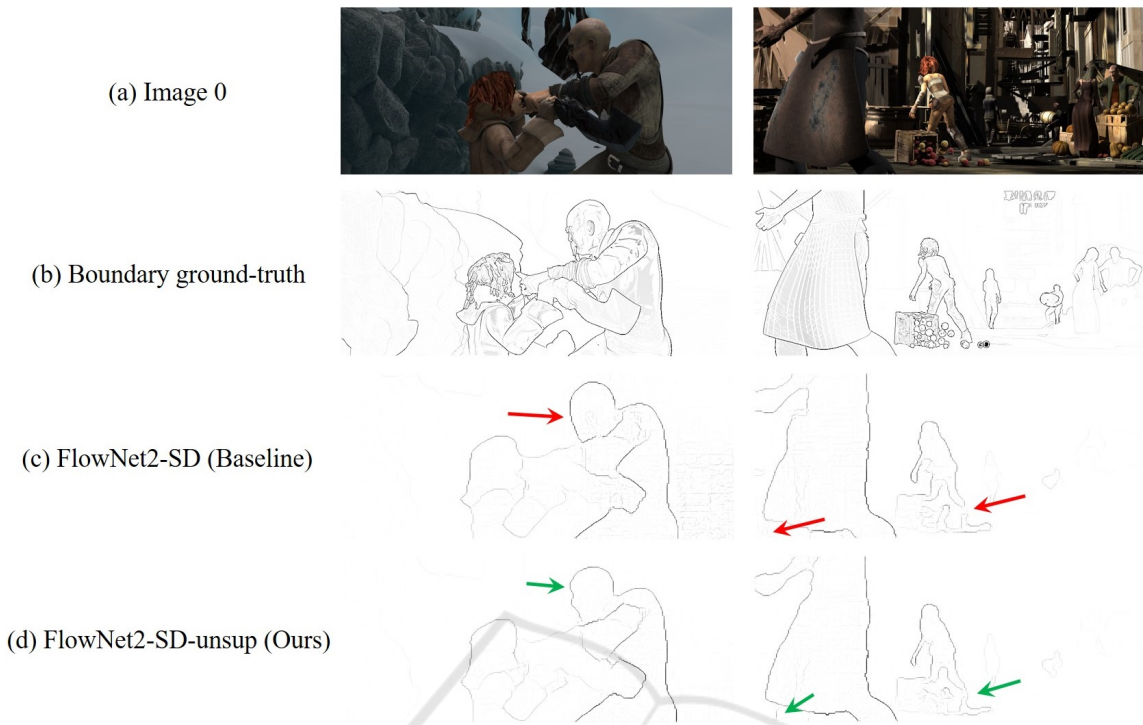 (a) Image 0
(b) Boundary ground-truth
(c) FlowNet2-SD (Baseline)
(d) FlowNet2-SD-unsup (Ours)